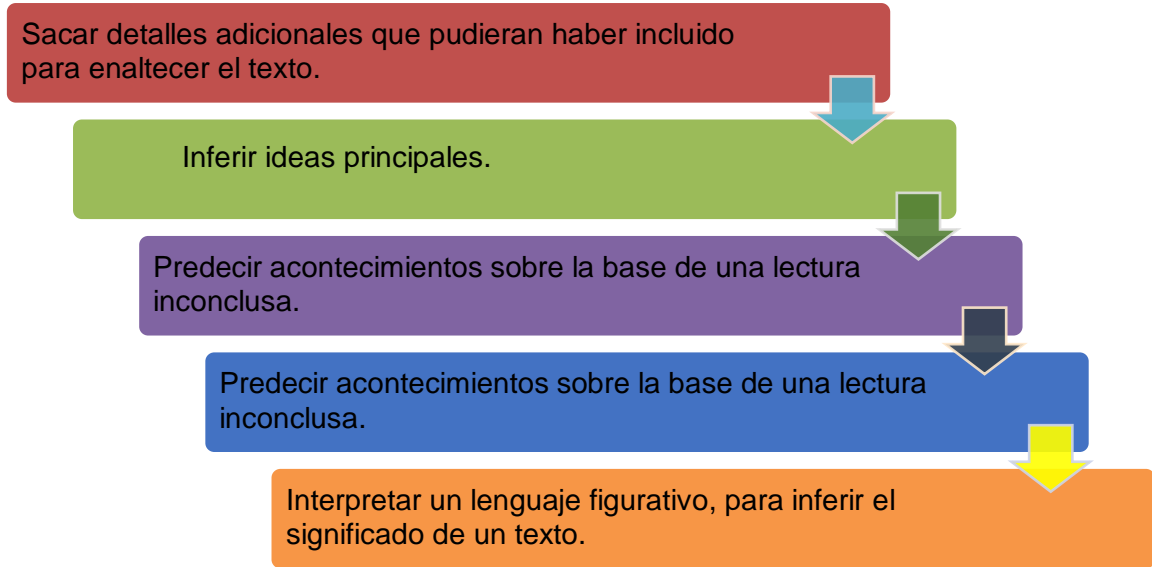 Sacar detalles adicionales que pudieran haber incluido
para enaltecer el texto.
Inferir ideas principales.
Predecir acontecimientos sobre la base de una lectura
inconclusa.
Predecir acontecimientos sobre la base de una lectura
inconclusa.
Interpretar un lenguaje figurativo, para inferir el
significado de un texto.